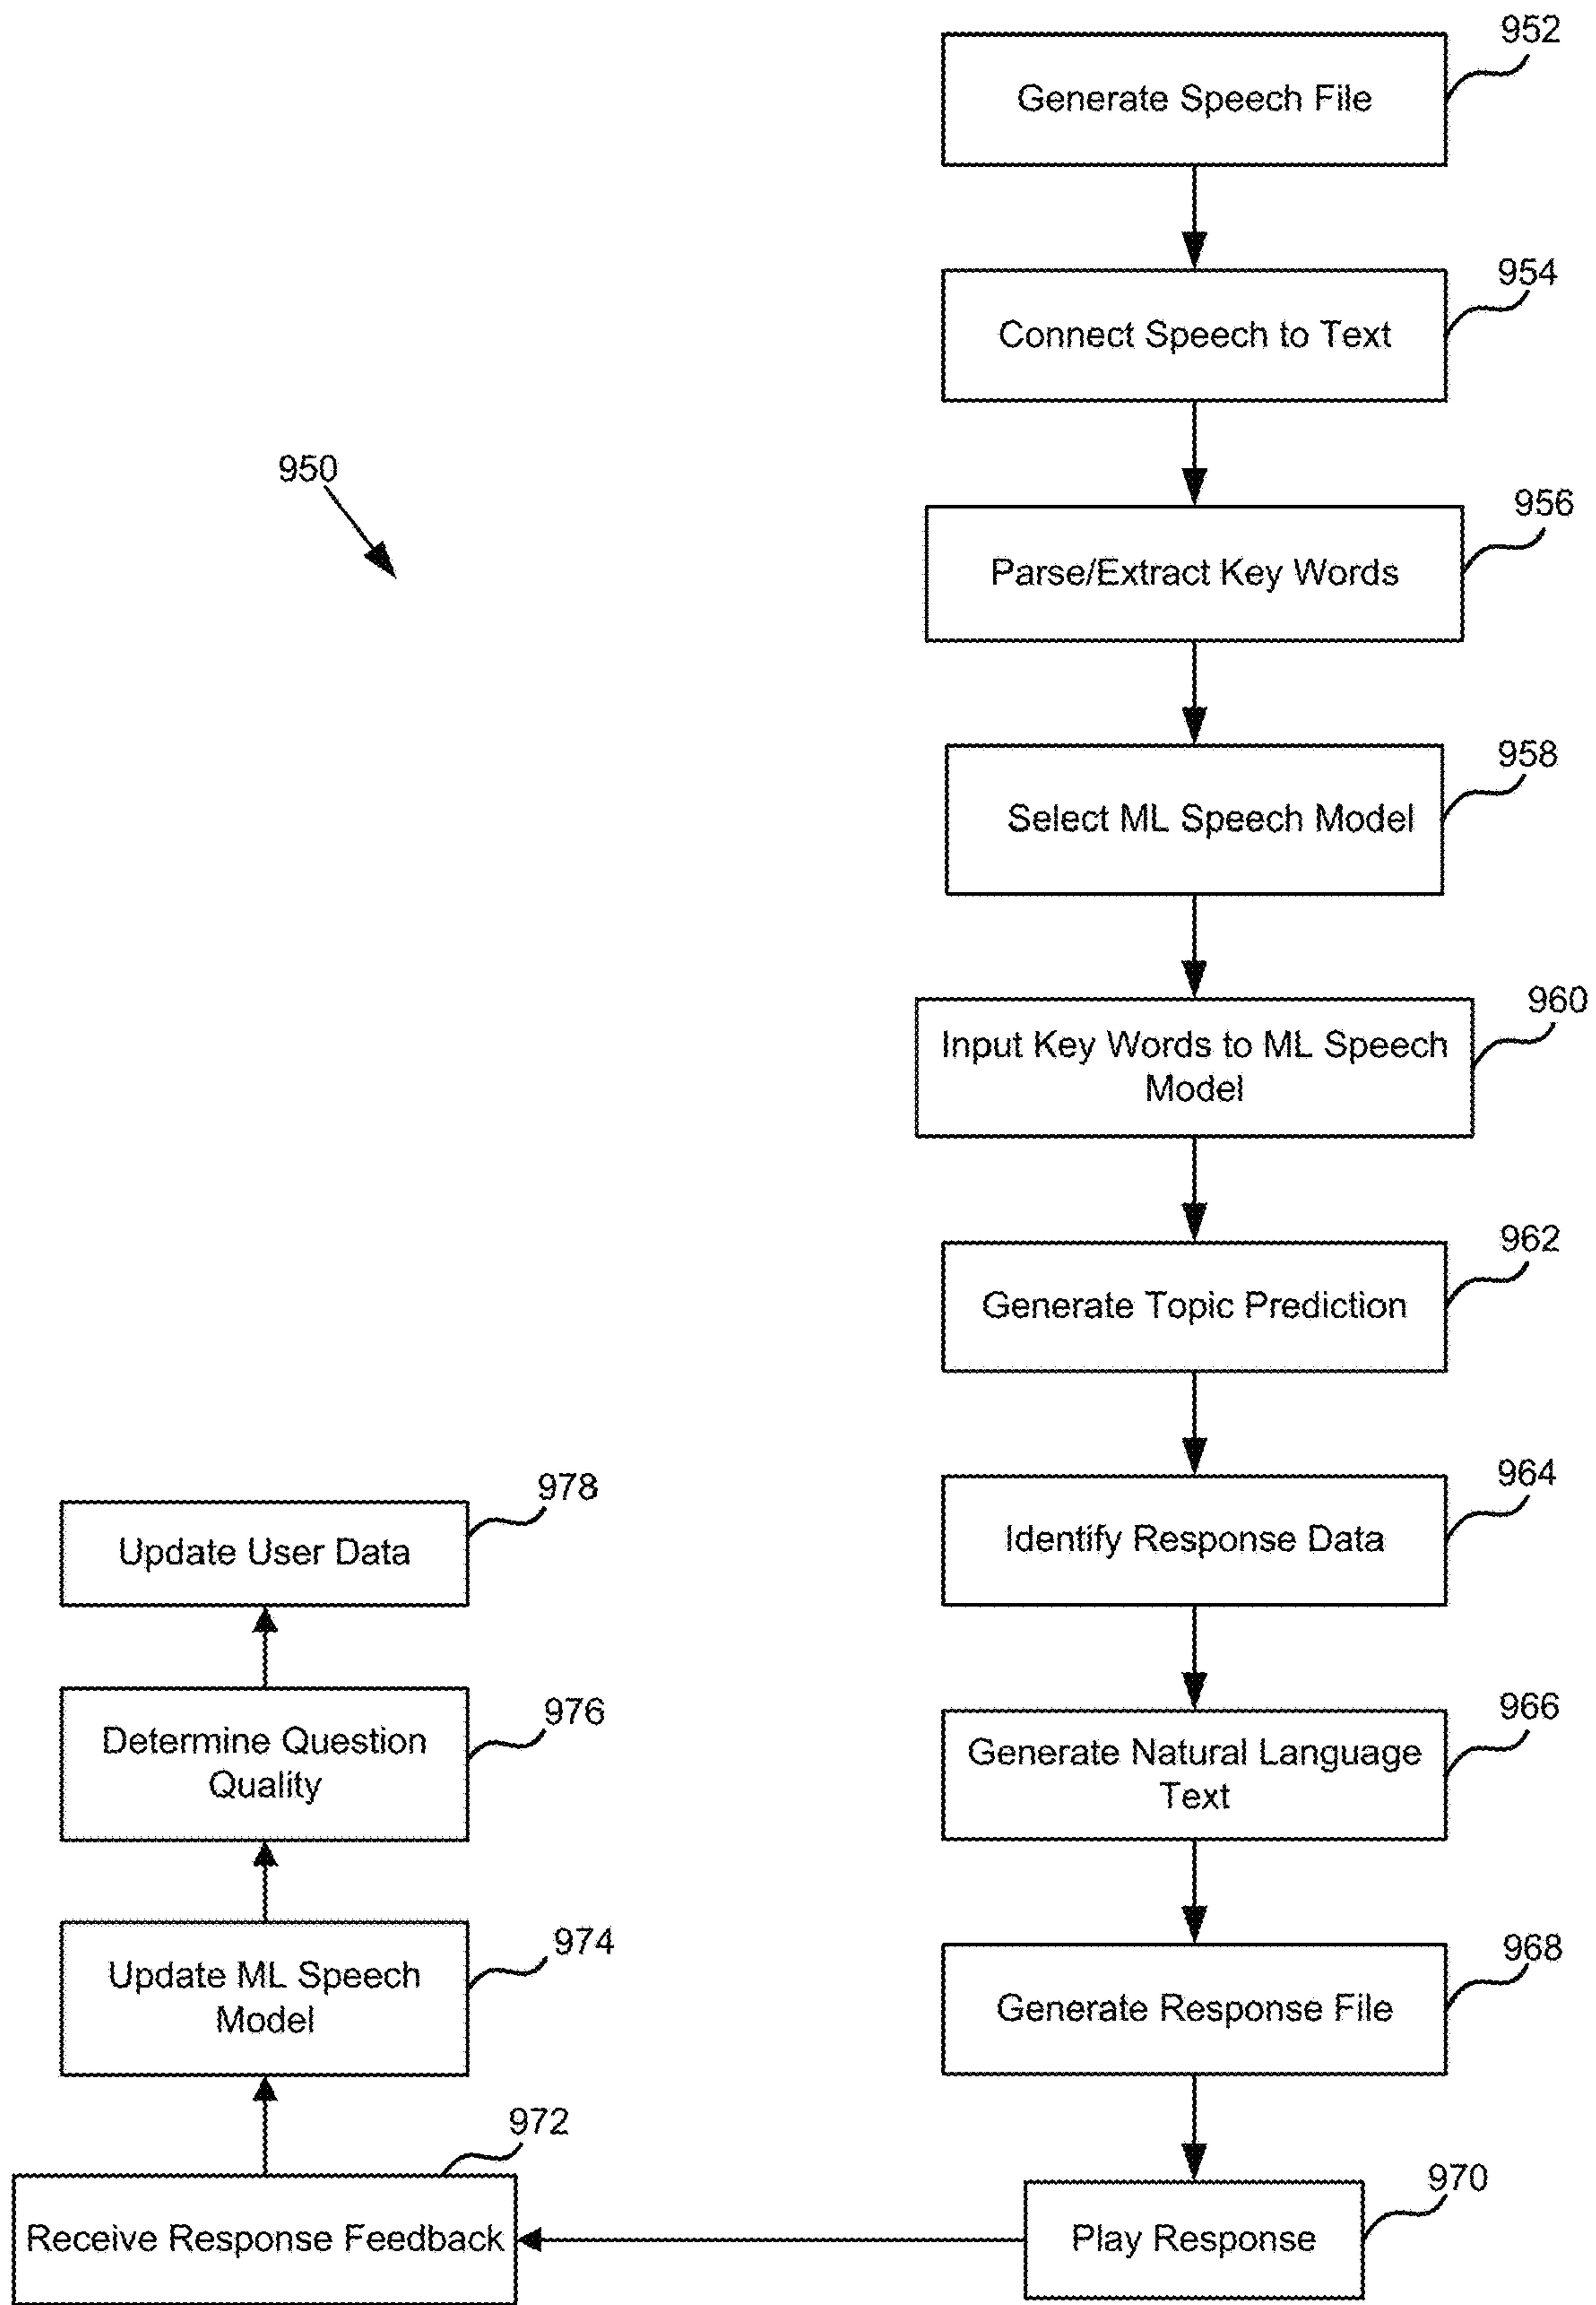 952
Generate Speech File
954
Connect Speech to Text
950
956
Parse/Extract Key Words
958
Select ML Speech Model
960
Input Key Words to ML Speech
Model
962
Generate Topic Prediction
964
Identify Response Data
966
Generate Natural Language
Text
968
Generate Response File
970
Play Response
972
Receive Response Feedback
974
Update ML Speech
Model
976
Determine Question
Quality
978
Update User Data